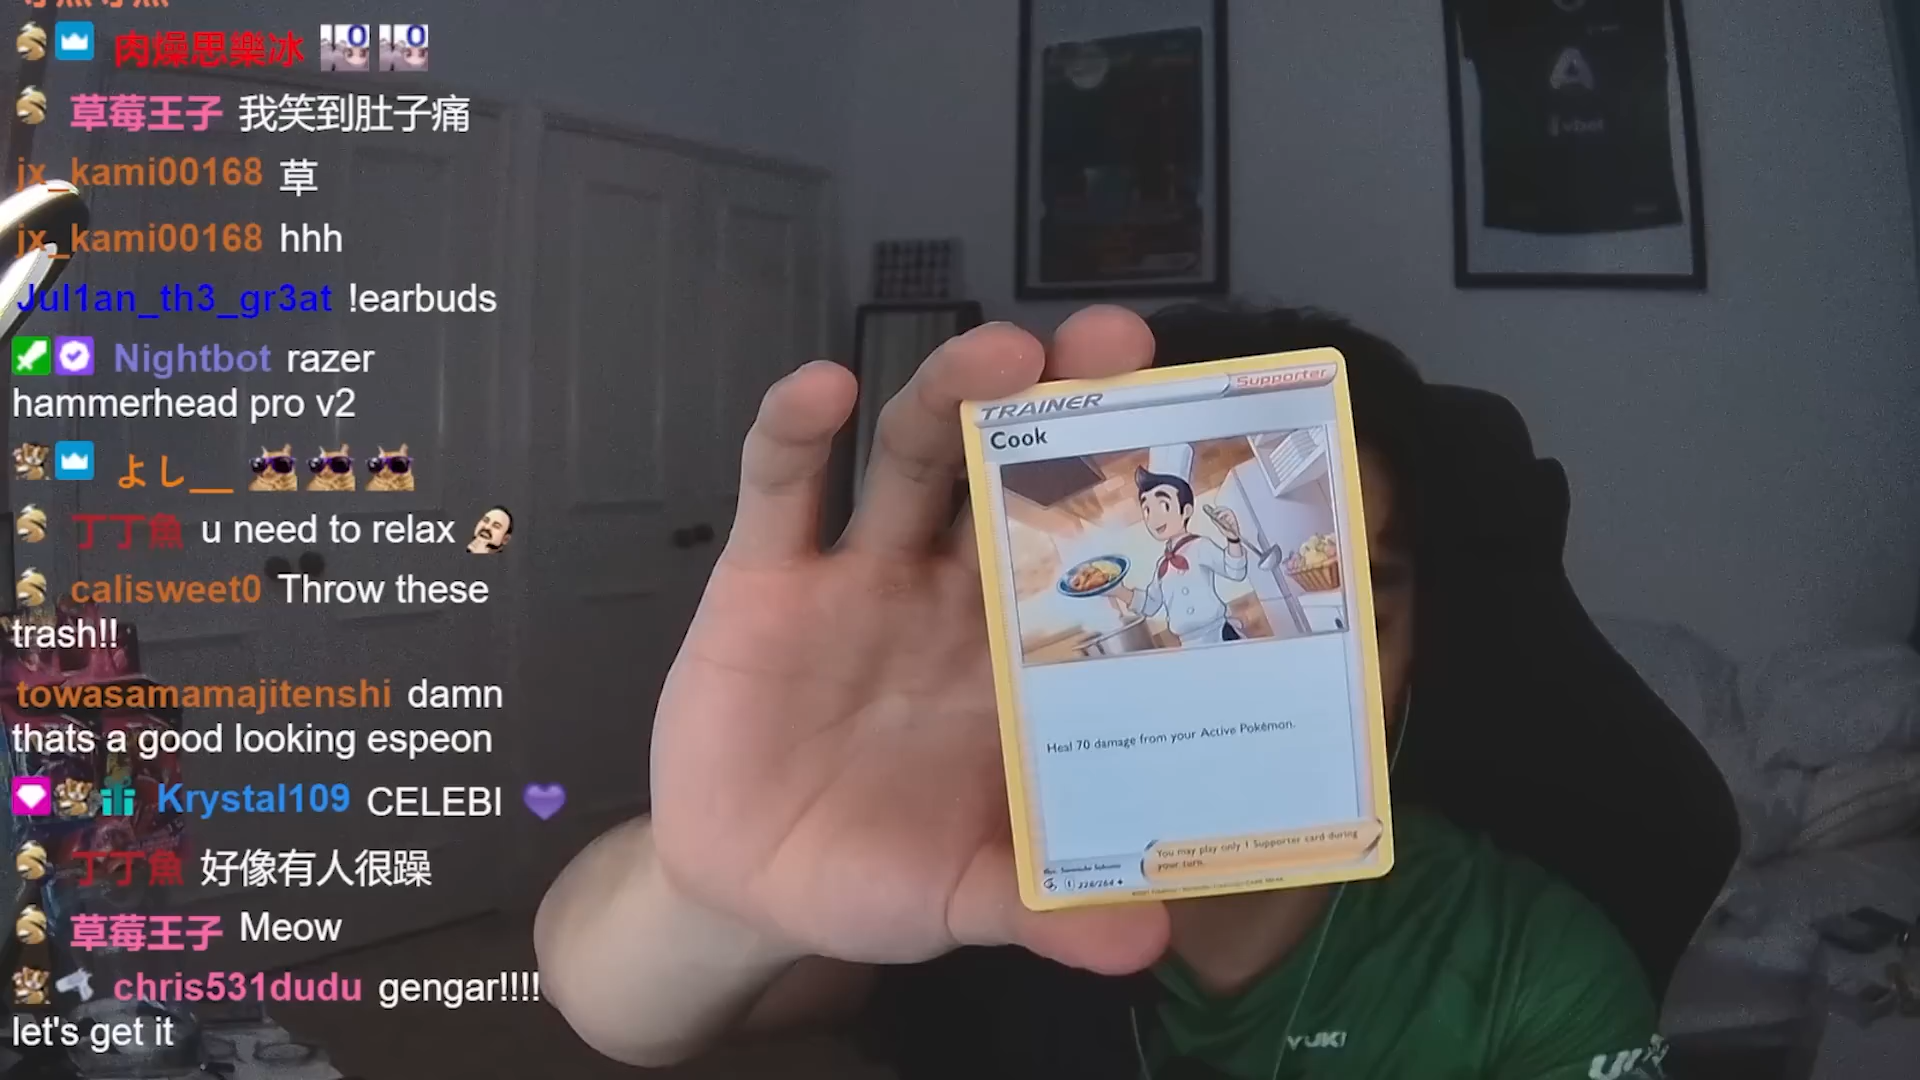 肉燥思樂冰
草莓王子 我笑到肚子痛
jx_kami00168 草
jx_kami00168 hhh
Jul1an_th3_gr3at !earbuds
Nightbot razer
hammerhead pro v2
よし__
丁丁魚 u need to relax
calisweet0 Throw these
trash!!
towasamamajitenshi damn
thats a good looking espeon
Krystal109 CELEBI
丁丁魚 好像有人很躁
草莓王子 Meow
chris531dudu gengar!!!!
let's get it
TRAINER Supporter
Cook
Heal 70 damage from your Active Pokémon.
You may play only 1 Supporter card during
your turn.
YUKI